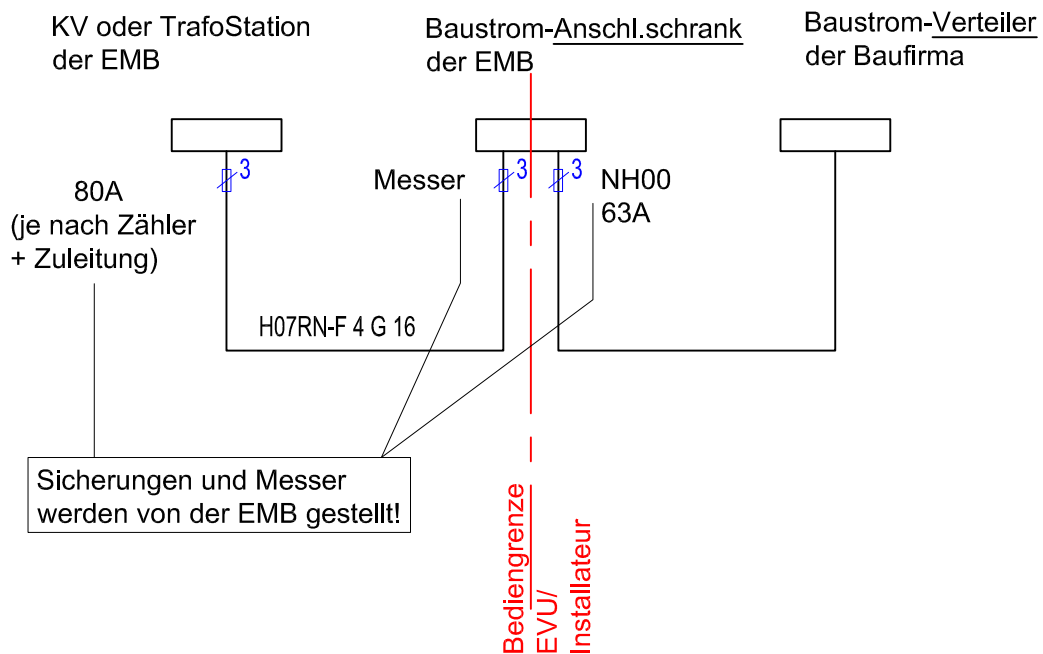 KV oder TrafoStation
der EMB
Baustrom-Anschl.schrank
der EMB
Baustrom-Verteiler
der Baufirma
3
3
3
80A
(je nach Zähler
+ Zuleitung)
Messer
NH00
63A
H07RN-F 4 G 16
Sicherungen und Messer
werden von der EMB gestellt!
Bediengrenze
EVU/
Installateur